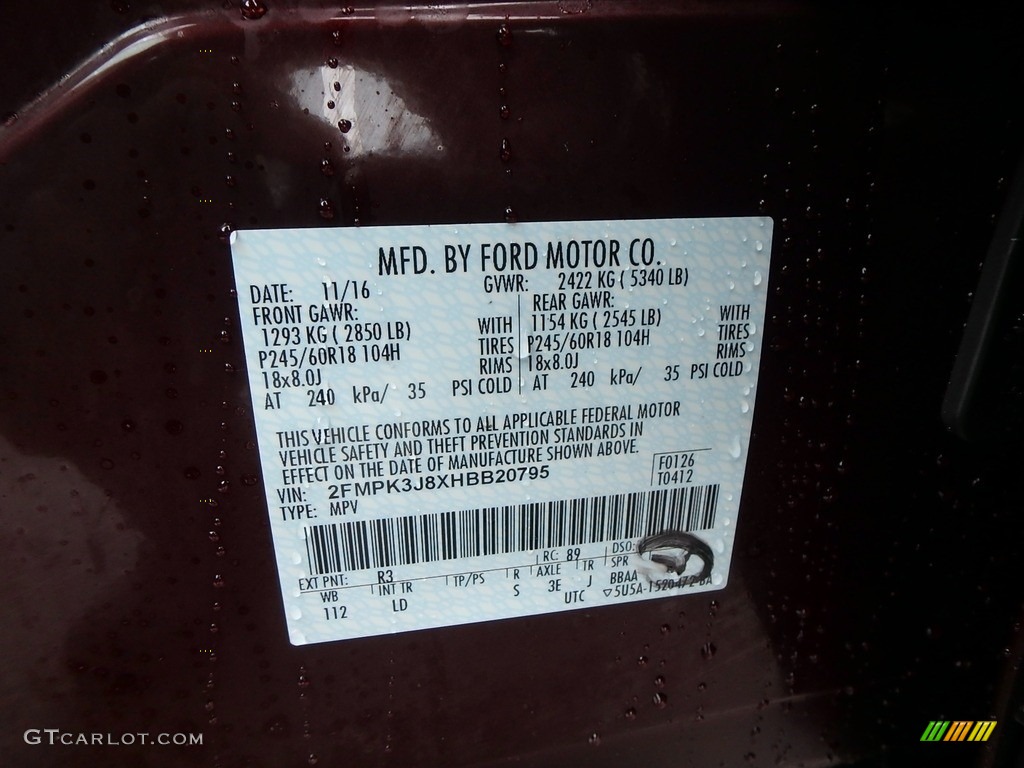 MFD. BY FORD MOTOR CO.
DATE: 11/16 GVWR: 2422 KG ( 5340 LB)
FRONT GAWR: REAR GAWR:
1293 KG ( 2850 LB) WITH 1154 KG ( 2545 LB) WITH
P245/60R18 104H TIRES P245/60R18 104H TIRES
18x8.0J RIMS 18x8.0J RIMS
AT 240 kPa/ 35 PSI COLD AT 240 kPa/ 35 PSI COLD
THIS VEHICLE CONFORMS TO ALL APPLICABLE FEDERAL MOTOR
VEHICLE SAFETY AND THEFT PREVENTION STANDARDS IN
EFFECT ON THE DATE OF MANUFACTURE SHOWN ABOVE.
VIN: 2FMPK3J8XHBB20795 F0126
TYPE: MPV T0412
EXT PNT: R3 RC: 89 DSO:
WB INT TR TP/PS R AXLE TR SPR
112 LD S 3E J BBAA
UTC ▽5U5A-1520472-BA
GTCARLOT.COM